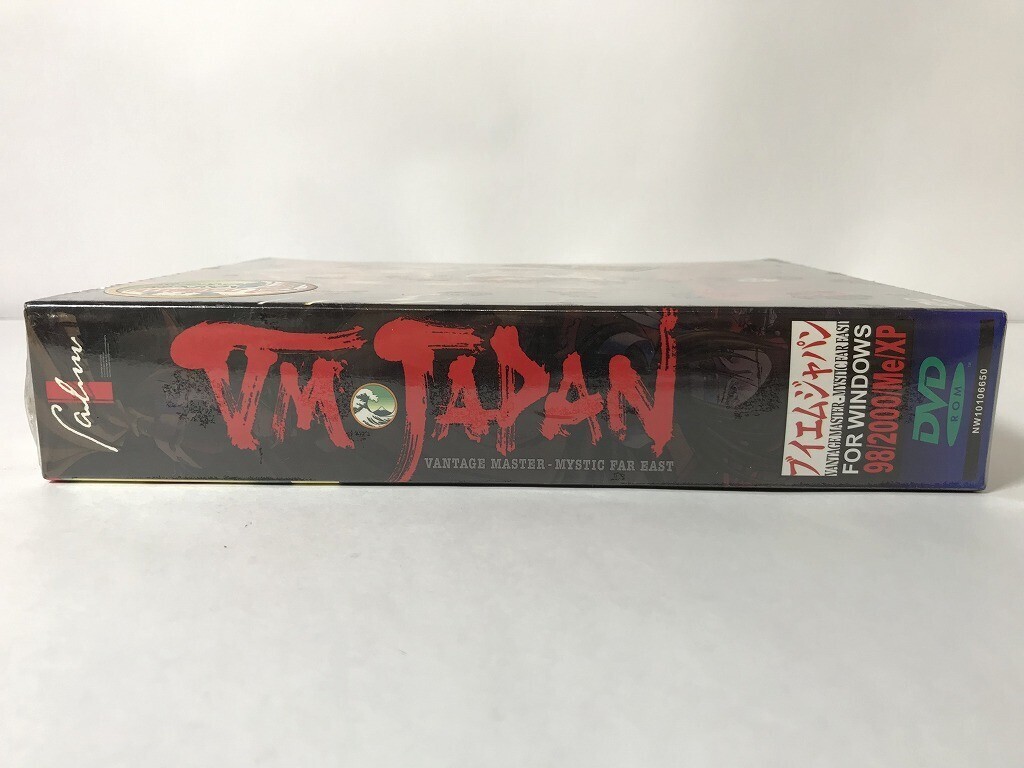 Falcom
VM JAPAN
VANTAGE MASTER - MYSTIC FAR EAST
ブイエムジャパン
VANTAGE MASTER - MYSTIC FAR EAST
FOR WINDOWS
98/2000/Me/XP
DVD
ROM
NW10106650